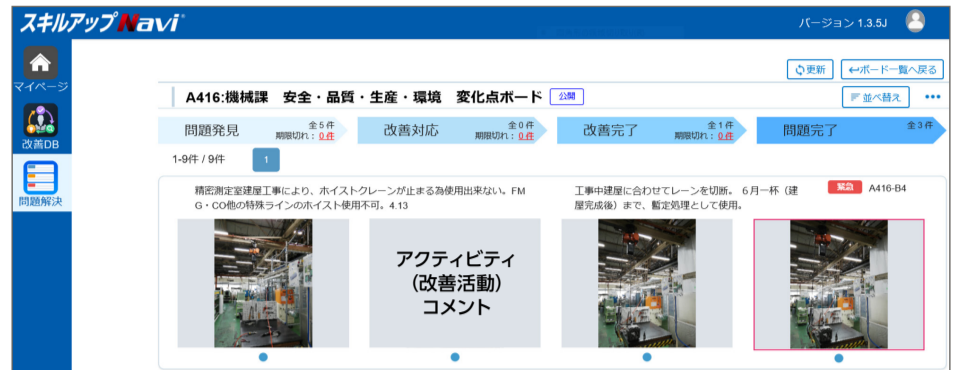 スキルアップNavi
バージョン 1.3.5J
マイページ
改善DB
問題解決
更新
ボード一覧へ戻る
A416:機械課 安全・品質・生産・環境 変化点ボード 公開
並べ替え
問題発見 全5件 期限切れ：0件
改善対応 全0件 期限切れ：0件
改善完了 全1件 期限切れ：0件
問題完了 全3件
1-9件 / 9件 1
精密測定室建屋工事により、ホイストクレーンが止まる為使用出来ない。FM
G・CO他の特殊ラインのホイスト使用不可。4.13
工事中建屋に合わせてレーンを切断。 6月一杯（建
屋完成後）まで、暫定処理として使用。
緊急 A416-B4
アクティビティ
（改善活動）
コメント